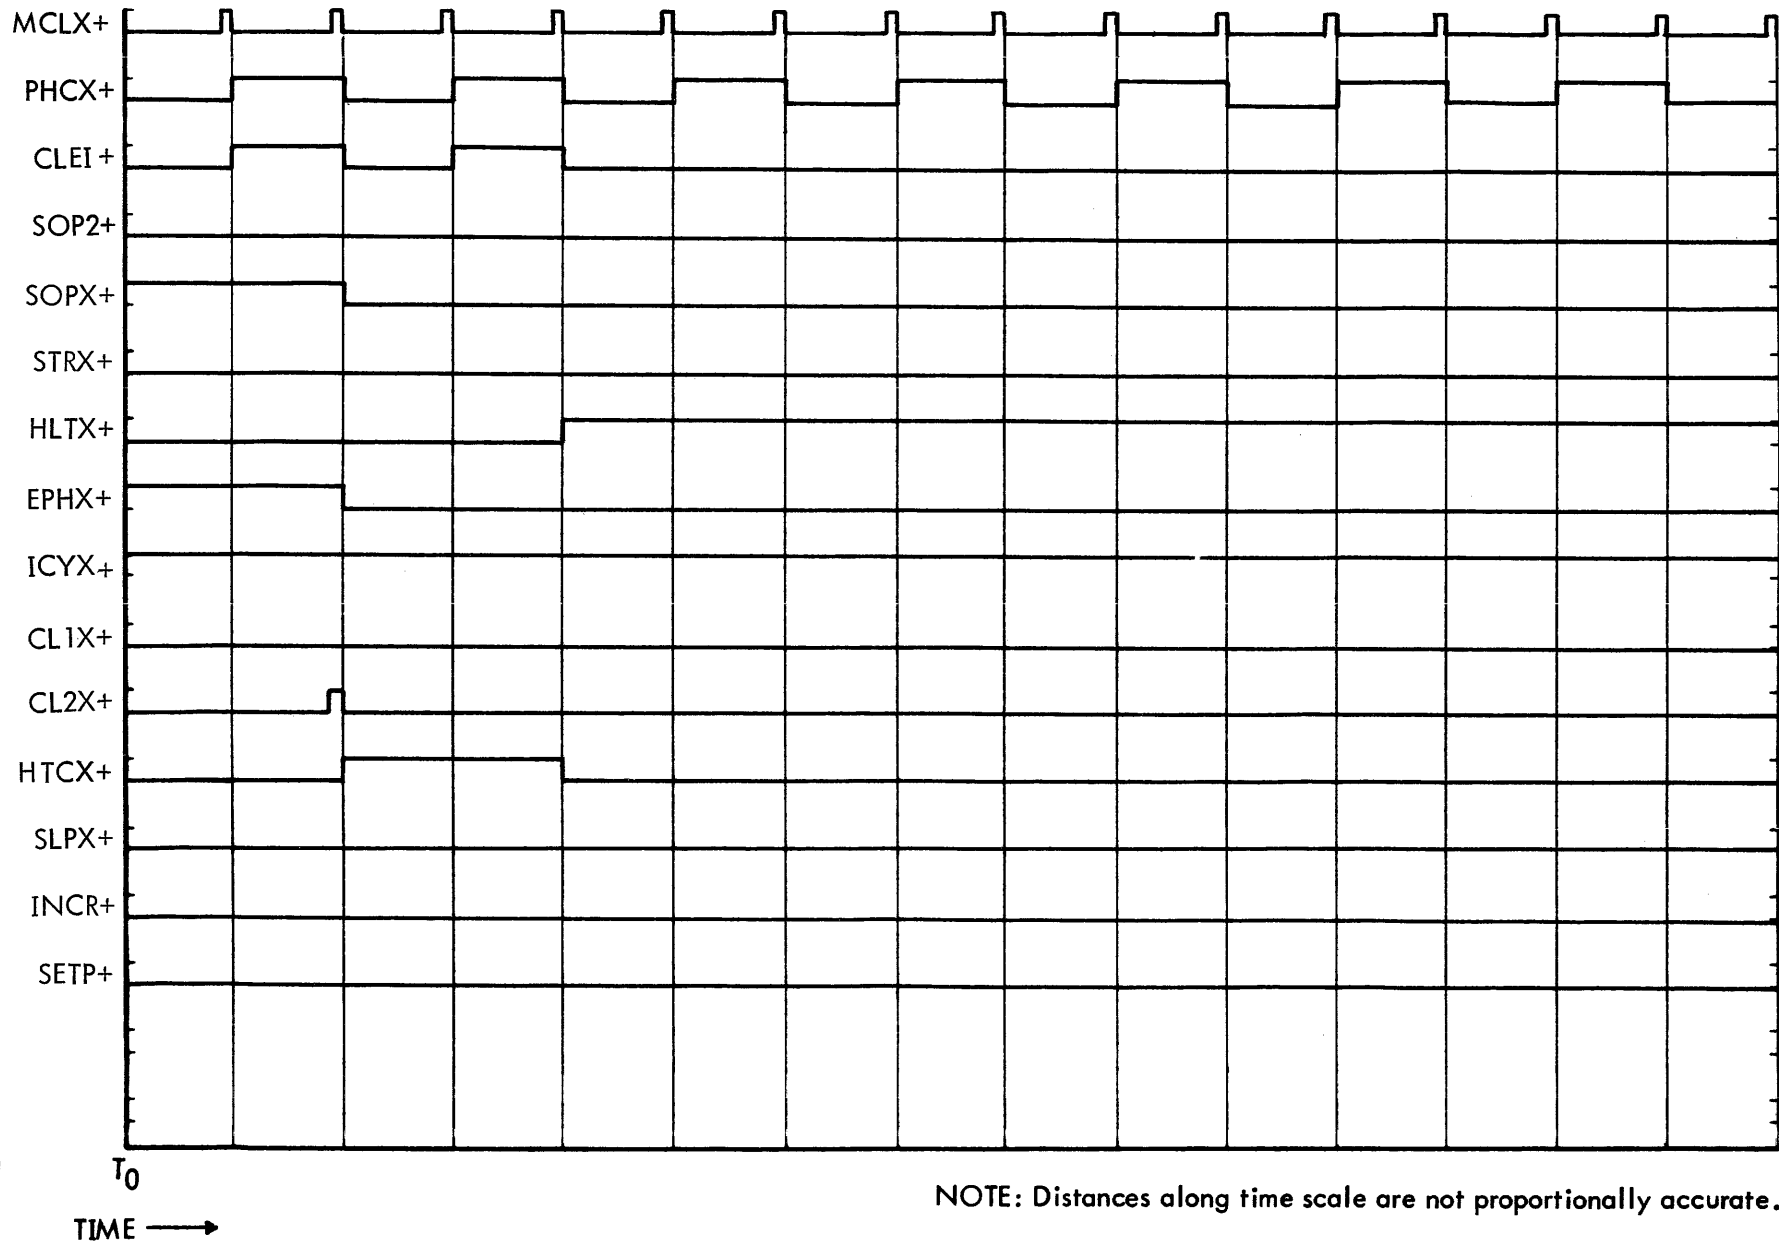 MCLX+
PHCX+
CLEI +
SOP2+
SOPX+
STRX+
HLTX+
EPHX+
ICYX+
CL1X+
CL2X+
HTCX+
SLPX+
INCR+
SETP+
T0
NOTE: Distances along time scale are not proportionally accurate.
TIME